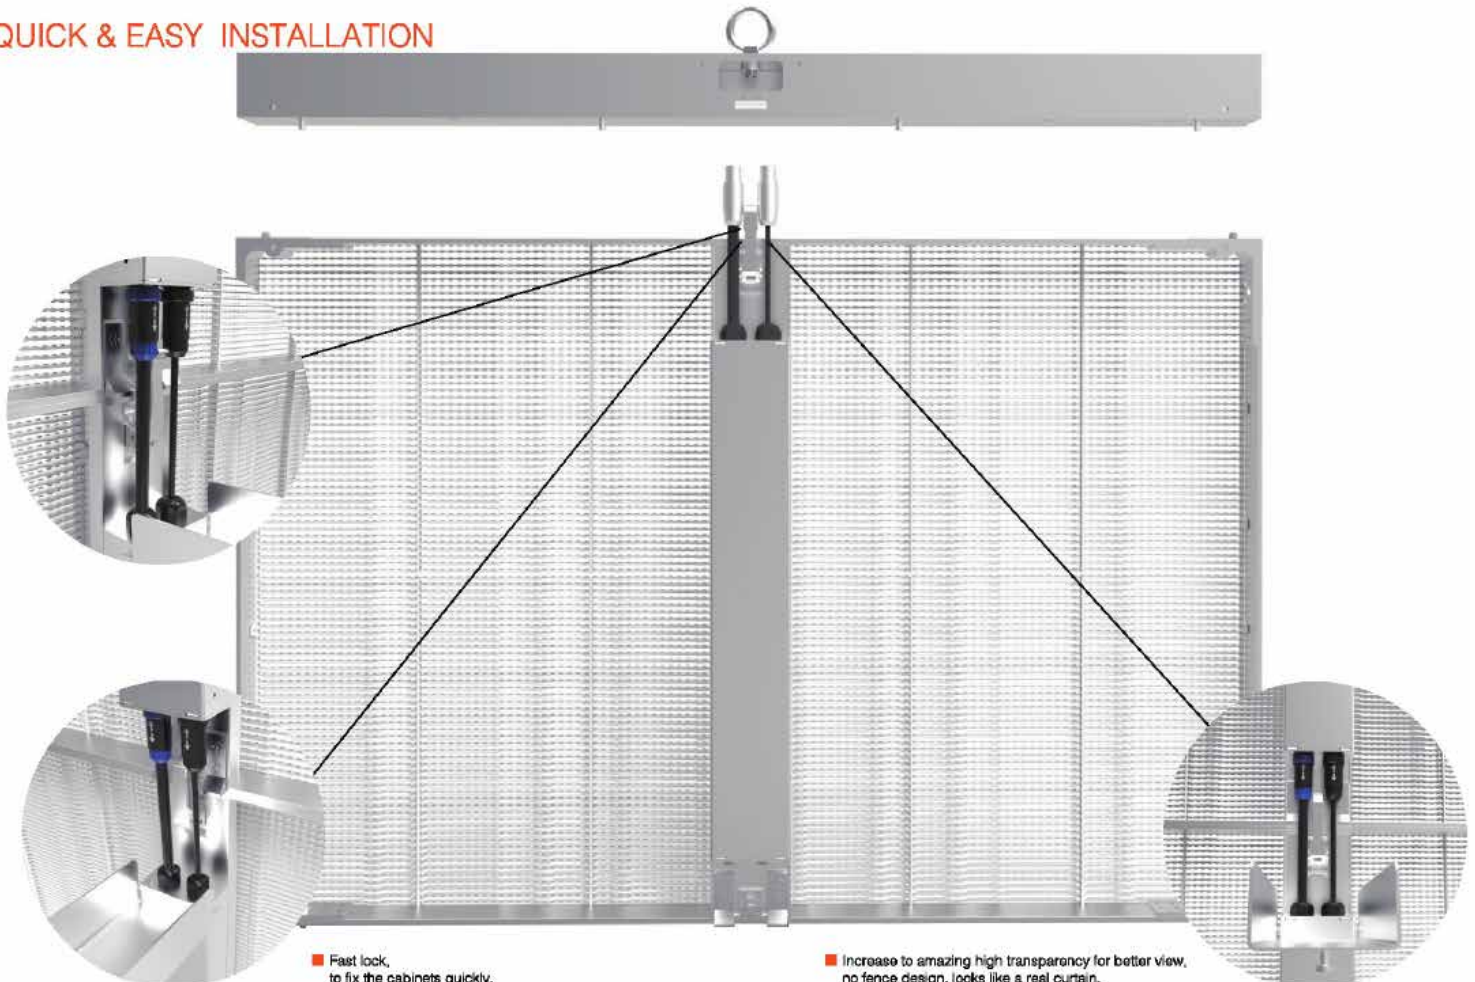 QUICK & EASY INSTALLATION
Fast lock,
to fix the cabinets quickly.
Increase to amazing high transparency for better view,
no fence design, looks like a real curtain.